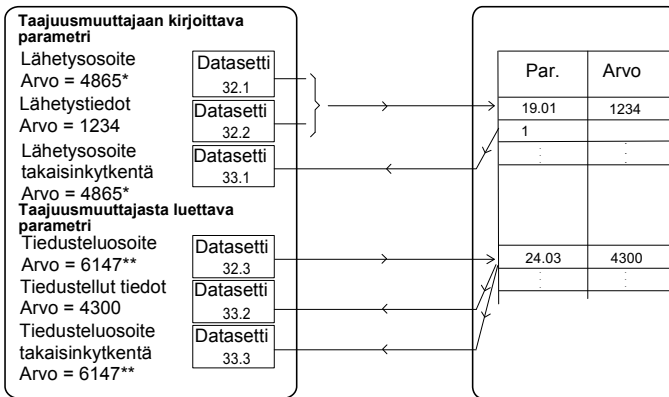 Taajuusmuuttajaan kirjoittava
parametri
Lähetysosoite
Arvo = 4865*
Datasetti
32.1
Lähetystiedot
Arvo = 1234
Datasetti
32.2
Lähetysosoite
takaisinkytkentä
Arvo = 4865*
Datasetti
33.1
Taajuusmuuttajasta luettava
parametri
Tiedusteluosoite
Arvo = 6147**
Datasetti
32.3
Tiedustellut tiedot
Arvo = 4300
Datasetti
33.2
Tiedusteluosoite
takaisinkytkentä
Arvo = 6147**
Datasetti
33.3
Par. Arvo
19.01 1234
1
24.03 4300